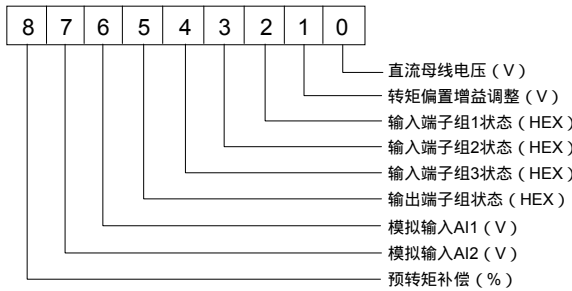 8 7 6 5 4 3 2 1 0
直流母线电压（V）
转矩偏置增益调整（V）
输入端子组1状态（HEX）
输入端子组2状态（HEX）
输入端子组3状态（HEX）
输出端子组状态（HEX）
模拟输入AI1（V）
模拟输入AI2（V）
预转矩补偿（%）